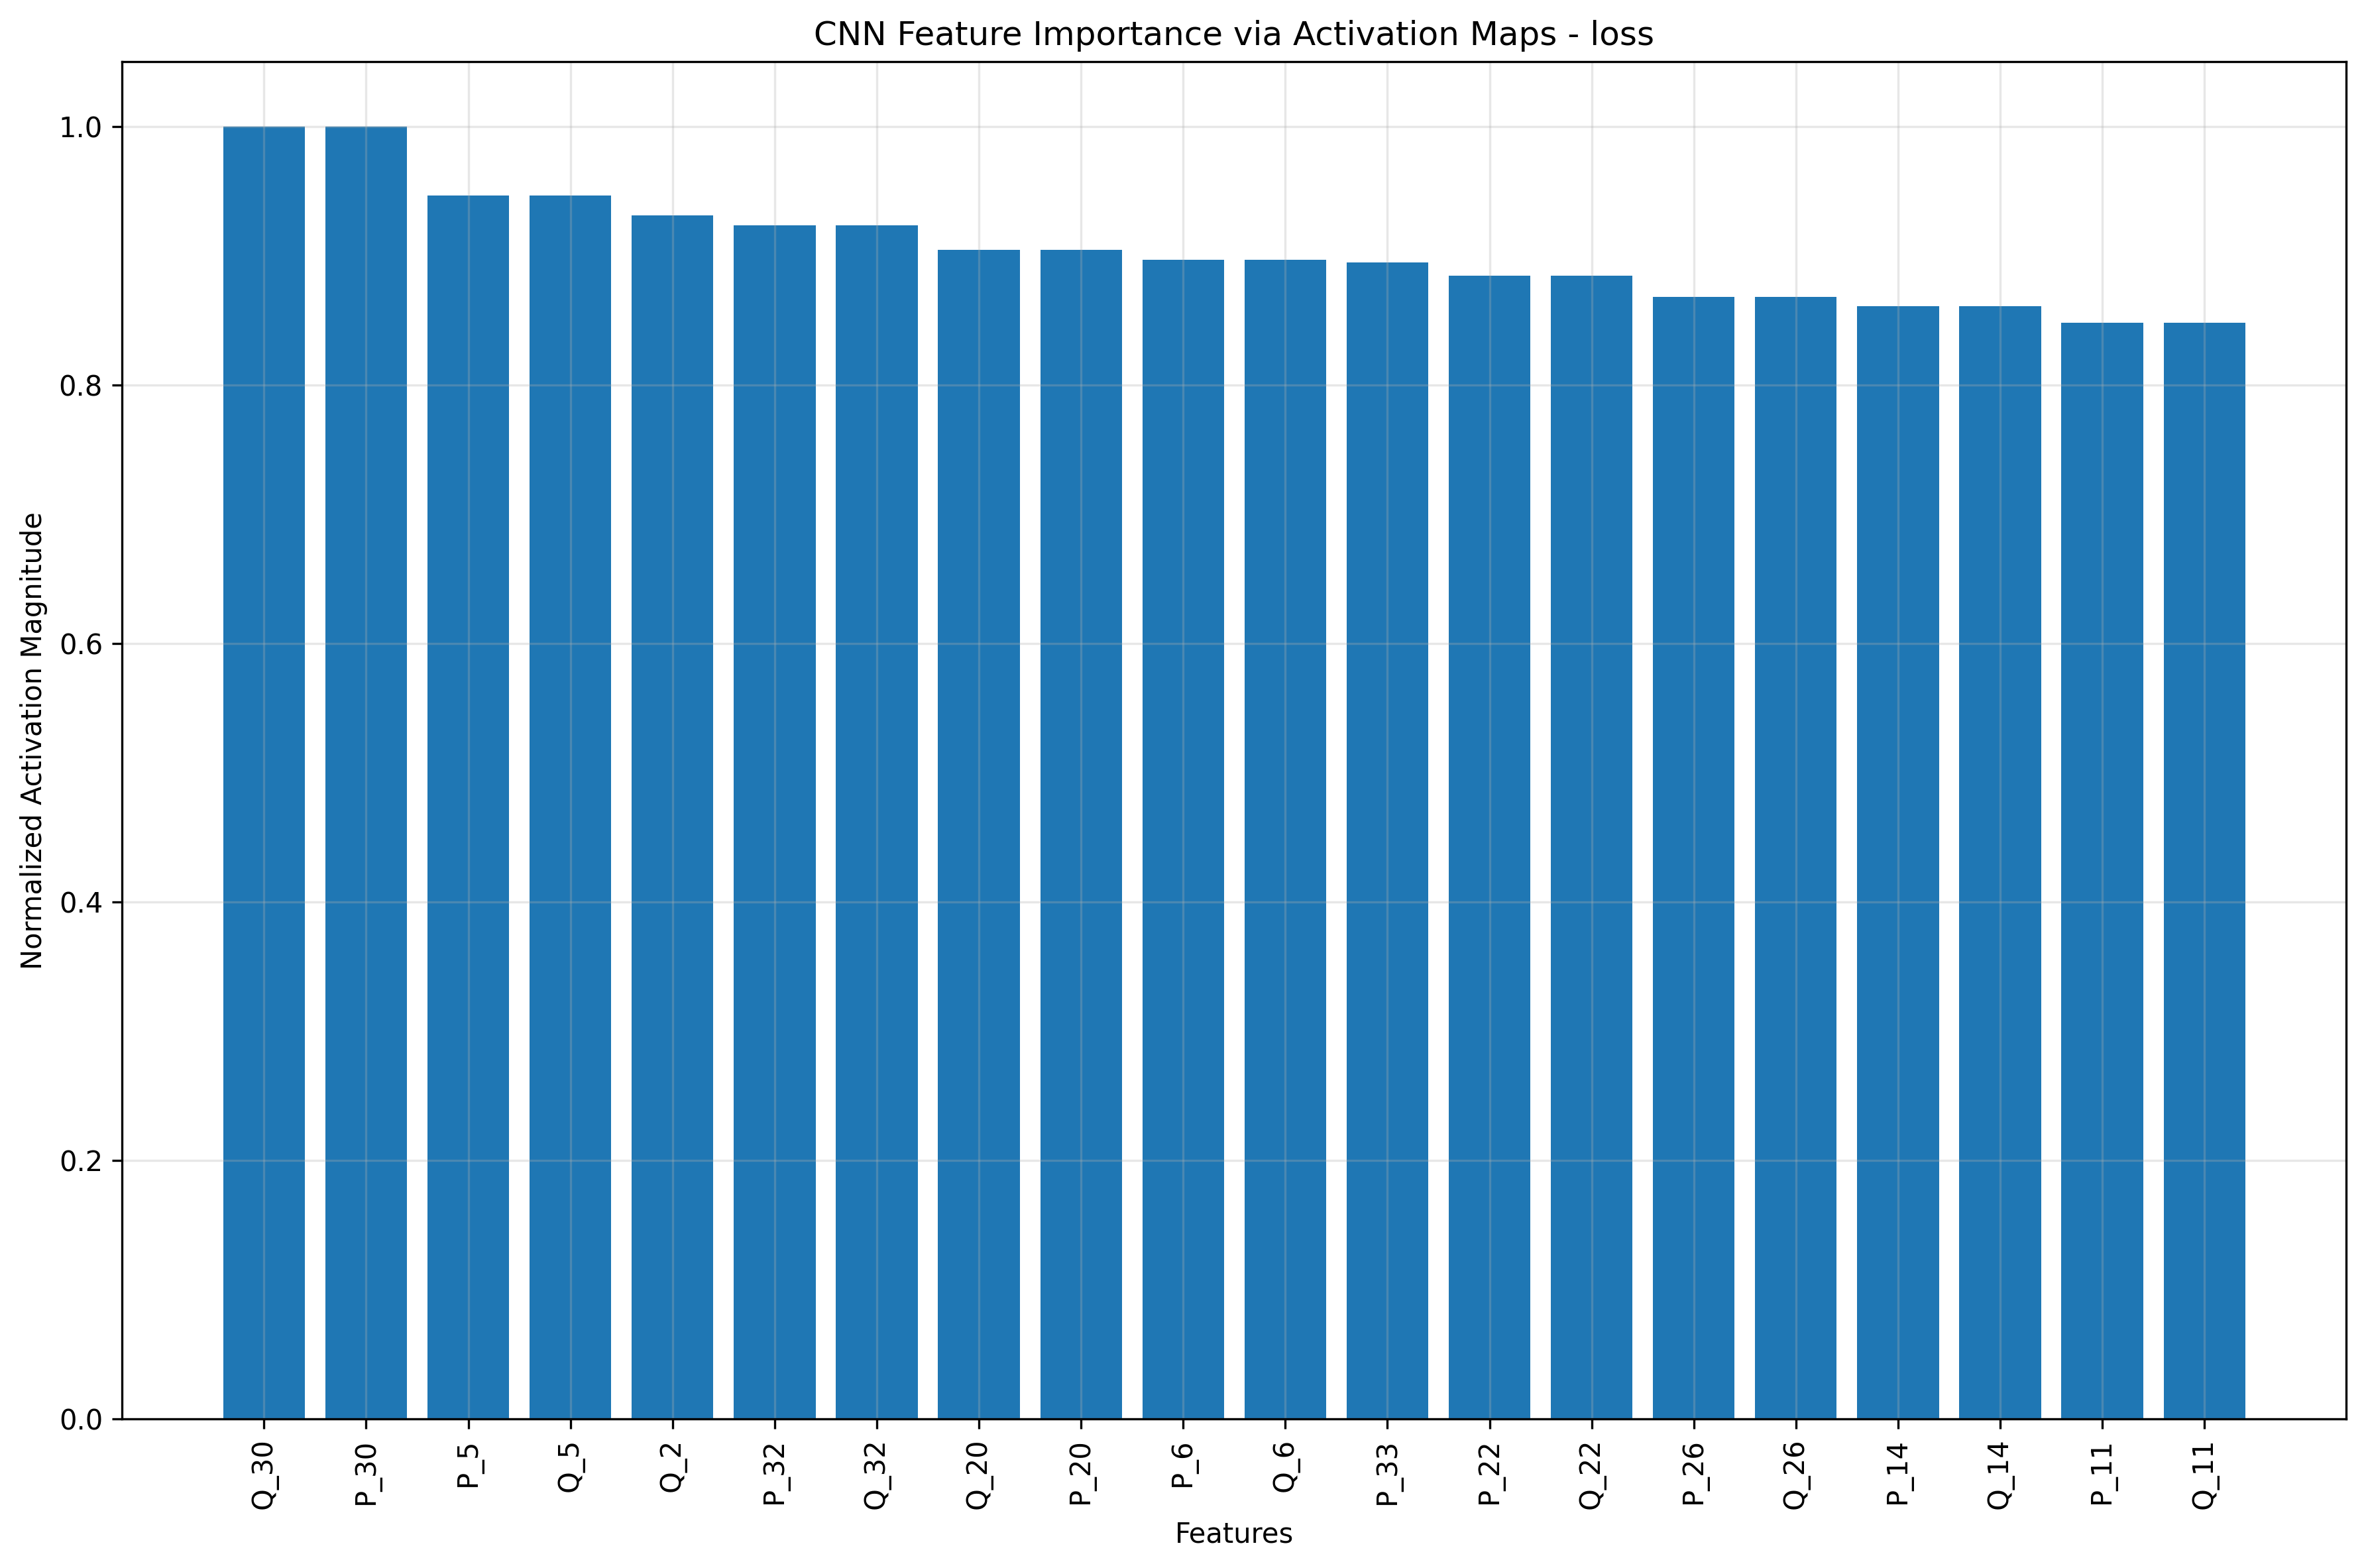 CNN Feature Importance via Activation Maps - loss
Normalized Activation Magnitude
1.0
0.8
0.6
0.4
0.2
0.0
Q_30 P_30 P_5 Q_5 Q_2 P_32 Q_32 Q_20 P_20 P_6 Q_6 P_33 P_22 Q_22 P_26 Q_26 P_14 Q_14 P_11 Q_11
Features